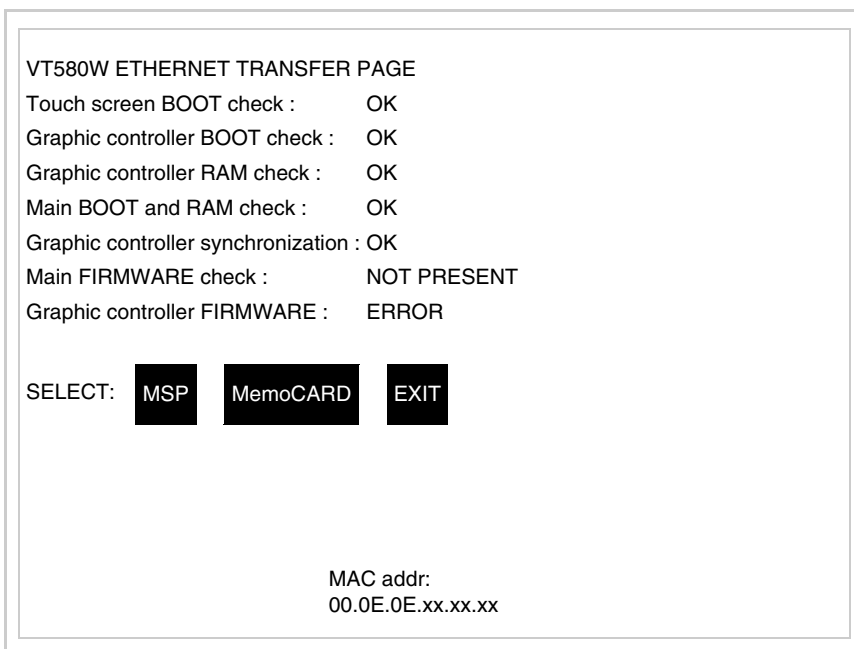 VT580W ETHERNET TRANSFER PAGE
Touch screen BOOT check : OK
Graphic controller BOOT check : OK
Graphic controller RAM check : OK
Main BOOT and RAM check : OK
Graphic controller synchronization : OK
Main FIRMWARE check : NOT PRESENT
Graphic controller FIRMWARE : ERROR
SELECT: MSP MemoCARD EXIT
MAC addr:
00.0E.0E.xx.xx.xx